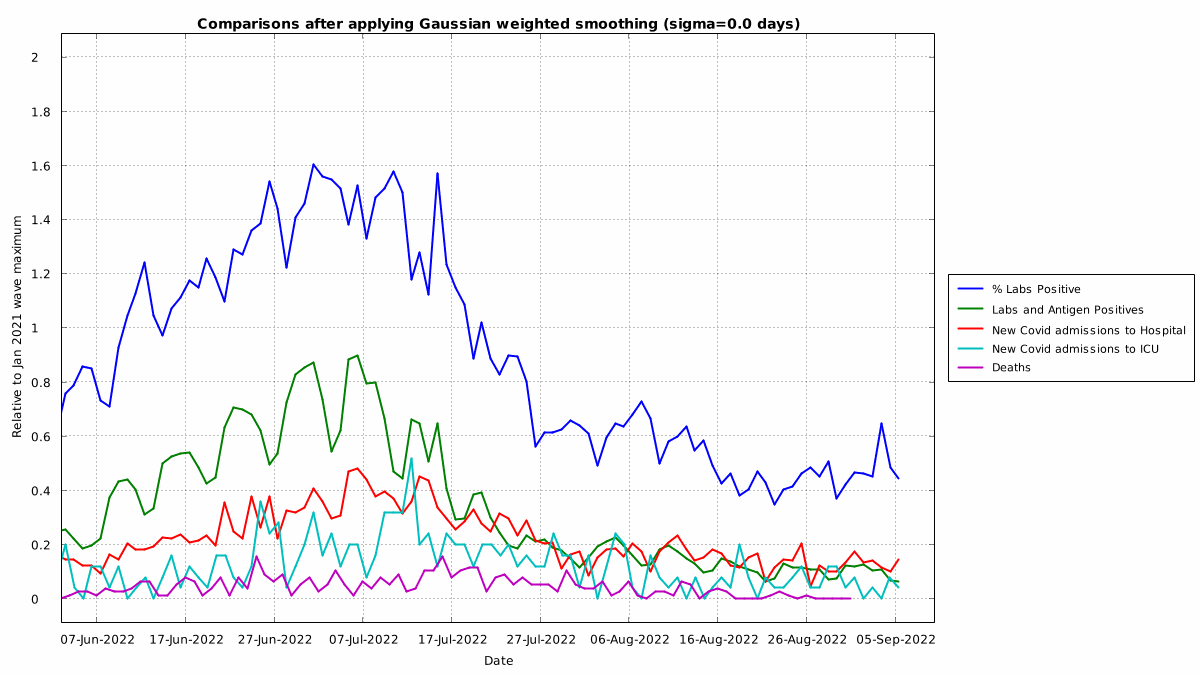 Comparisons after applying Gaussian weighted smoothing (sigma=0.0 days)
Relative to Jan 2021 wave maximum
2
1.8
1.6
1.4
1.2
1
0.8
0.6
0.4
0.2
0
07-Jun-2022 17-Jun-2022 27-Jun-2022 07-Jul-2022 17-Jul-2022 27-Jul-2022 06-Aug-2022 16-Aug-2022 26-Aug-2022 05-Sep-2022
Date
% Labs Positive
Labs and Antigen Positives
New Covid admissions to Hospital
New Covid admissions to ICU
Deaths